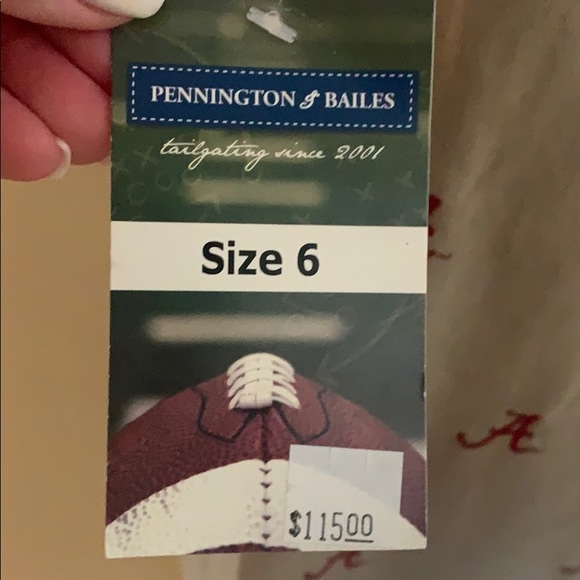 PENNINGTON & BAILES
tailgating since 2001
Size 6
$115.00
A
A